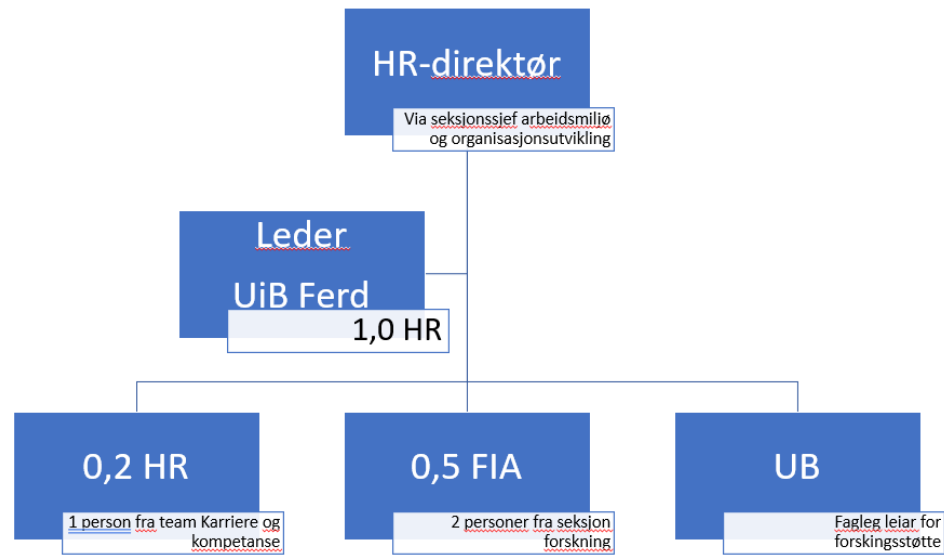 HR-direktør
Via seksjonssjef arbeidsmiljø
og organisasjonsutvikling
Leder
UiB Ferd
1,0 HR
0,2 HR
1 person fra team Karriere og
kompetanse
0,5 FIA
2 personer fra seksjon
forskning
UB
Fagleg leiar for
forskingsstøtte